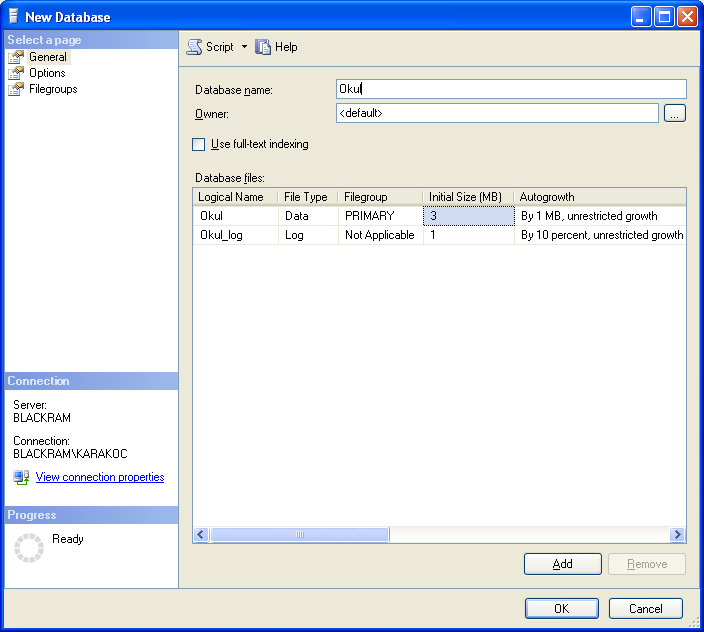 New Database
Select a page
General
Options
Filegroups
Script Help
Database name: Okul
Owner: <default> ...
Use full-text indexing
Database files:
Logical Name File Type Filegroup Initial Size (MB) Autogrowth
Okul Data PRIMARY 3 By 1 MB, unrestricted growth
Okul_log Log Not Applicable 1 By 10 percent, unrestricted growth
Connection
Server:
BLACKRAM
Connection:
BLACKRAM\KARAKOC
View connection properties
Progress
Ready
Add Remove
OK Cancel